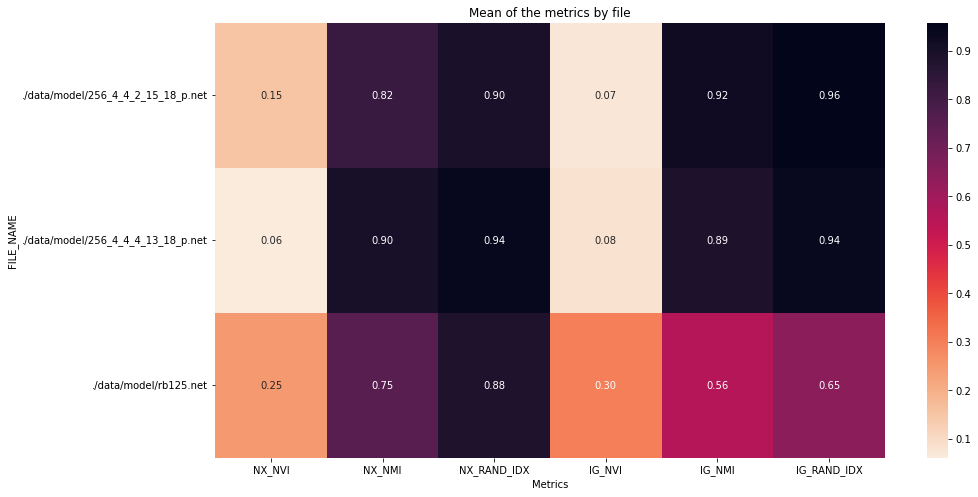 Mean of the metrics by file
FILE_NAME
./data/model/256_4_4_2_15_18_p.net 0.15 0.82 0.90 0.07 0.92 0.96
./data/model/256_4_4_4_13_18_p.net 0.06 0.90 0.94 0.08 0.89 0.94
./data/model/rb125.net 0.25 0.75 0.88 0.30 0.56 0.65
NX_NVI NX_NMI NX_RAND_IDX IG_NVI IG_NMI IG_RAND_IDX
Metrics
0.9
0.8
0.7
0.6
0.5
0.4
0.3
0.2
0.1